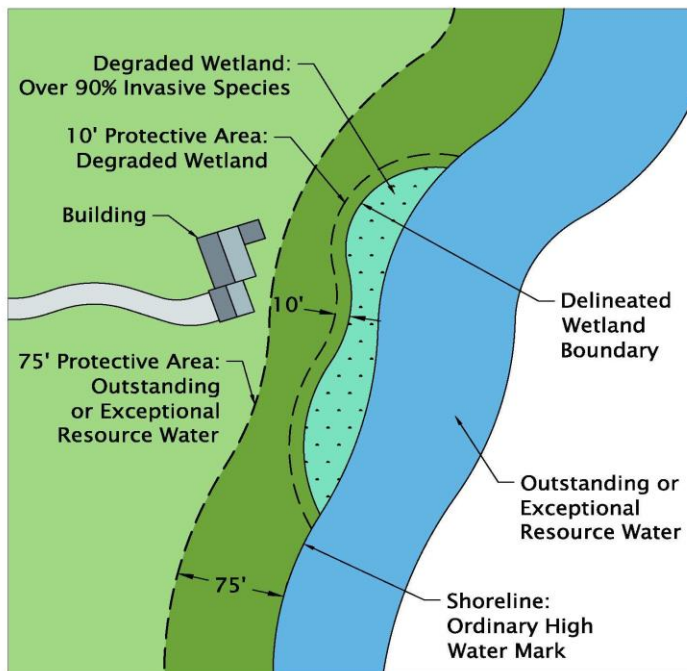 Degraded Wetland:
Over 90% Invasive Species
10' Protective Area:
Degraded Wetland
Building
10'
Delineated
Wetland
Boundary
75' Protective Area:
Outstanding
or Exceptional
Resource Water
Outstanding or
Exceptional
Resource Water
75'
Shoreline:
Ordinary High
Water Mark